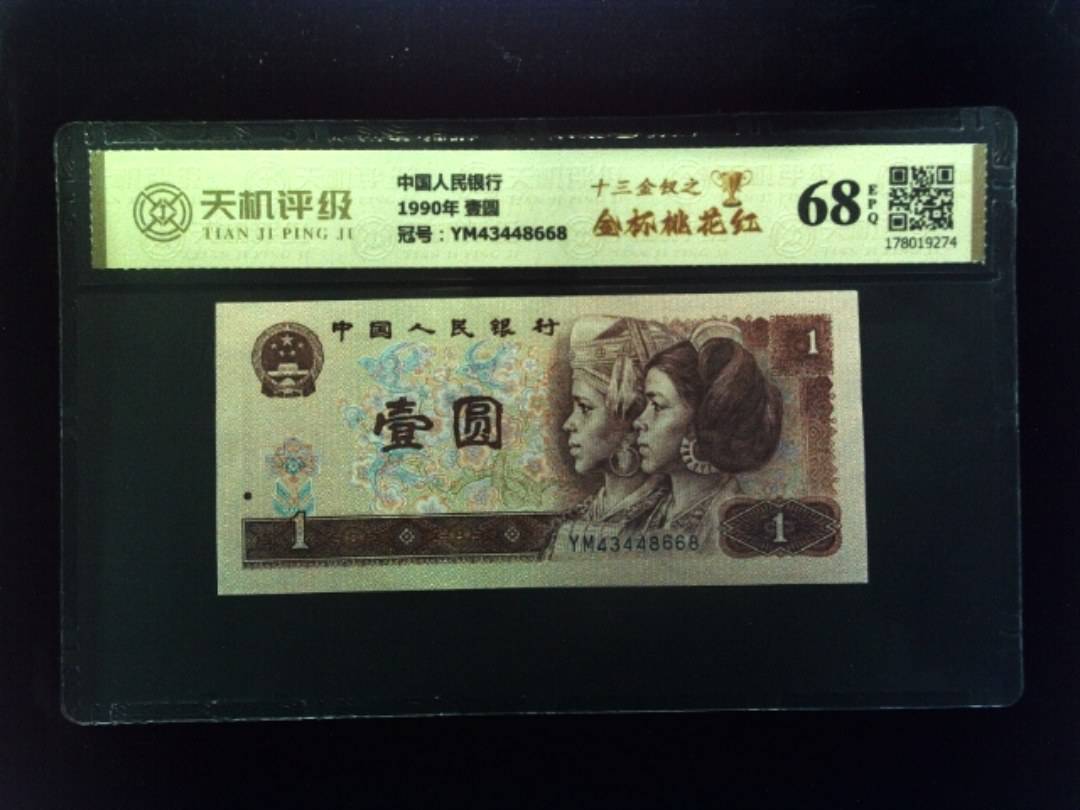 天机评级
TIAN JI PING JI
中国人民银行
1990年 壹圆
冠号：YM43448668
十三金钗之
金杯桃花红
68
EPQ
178019274
中国人民银行
1
壹圆
1
1
YM43448668